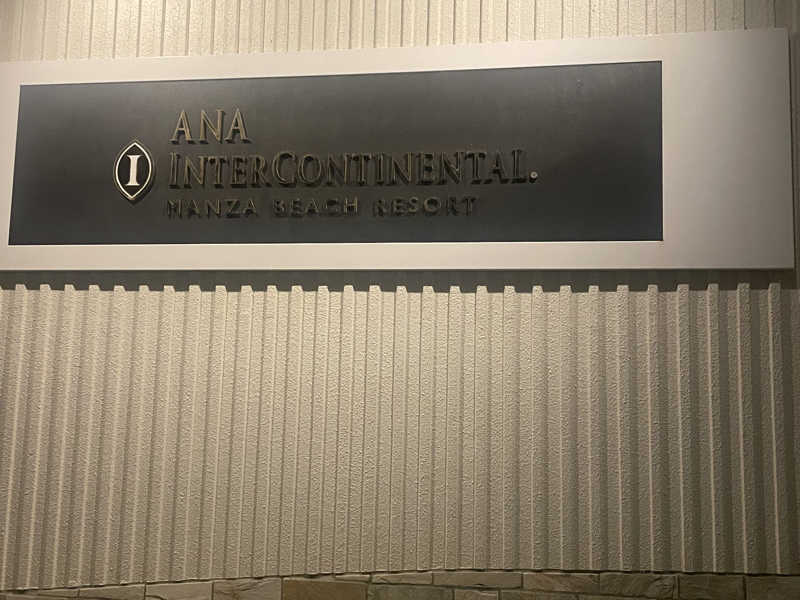 I
ANA
INTERCONTINENTAL.
MANZA BEACH RESORT